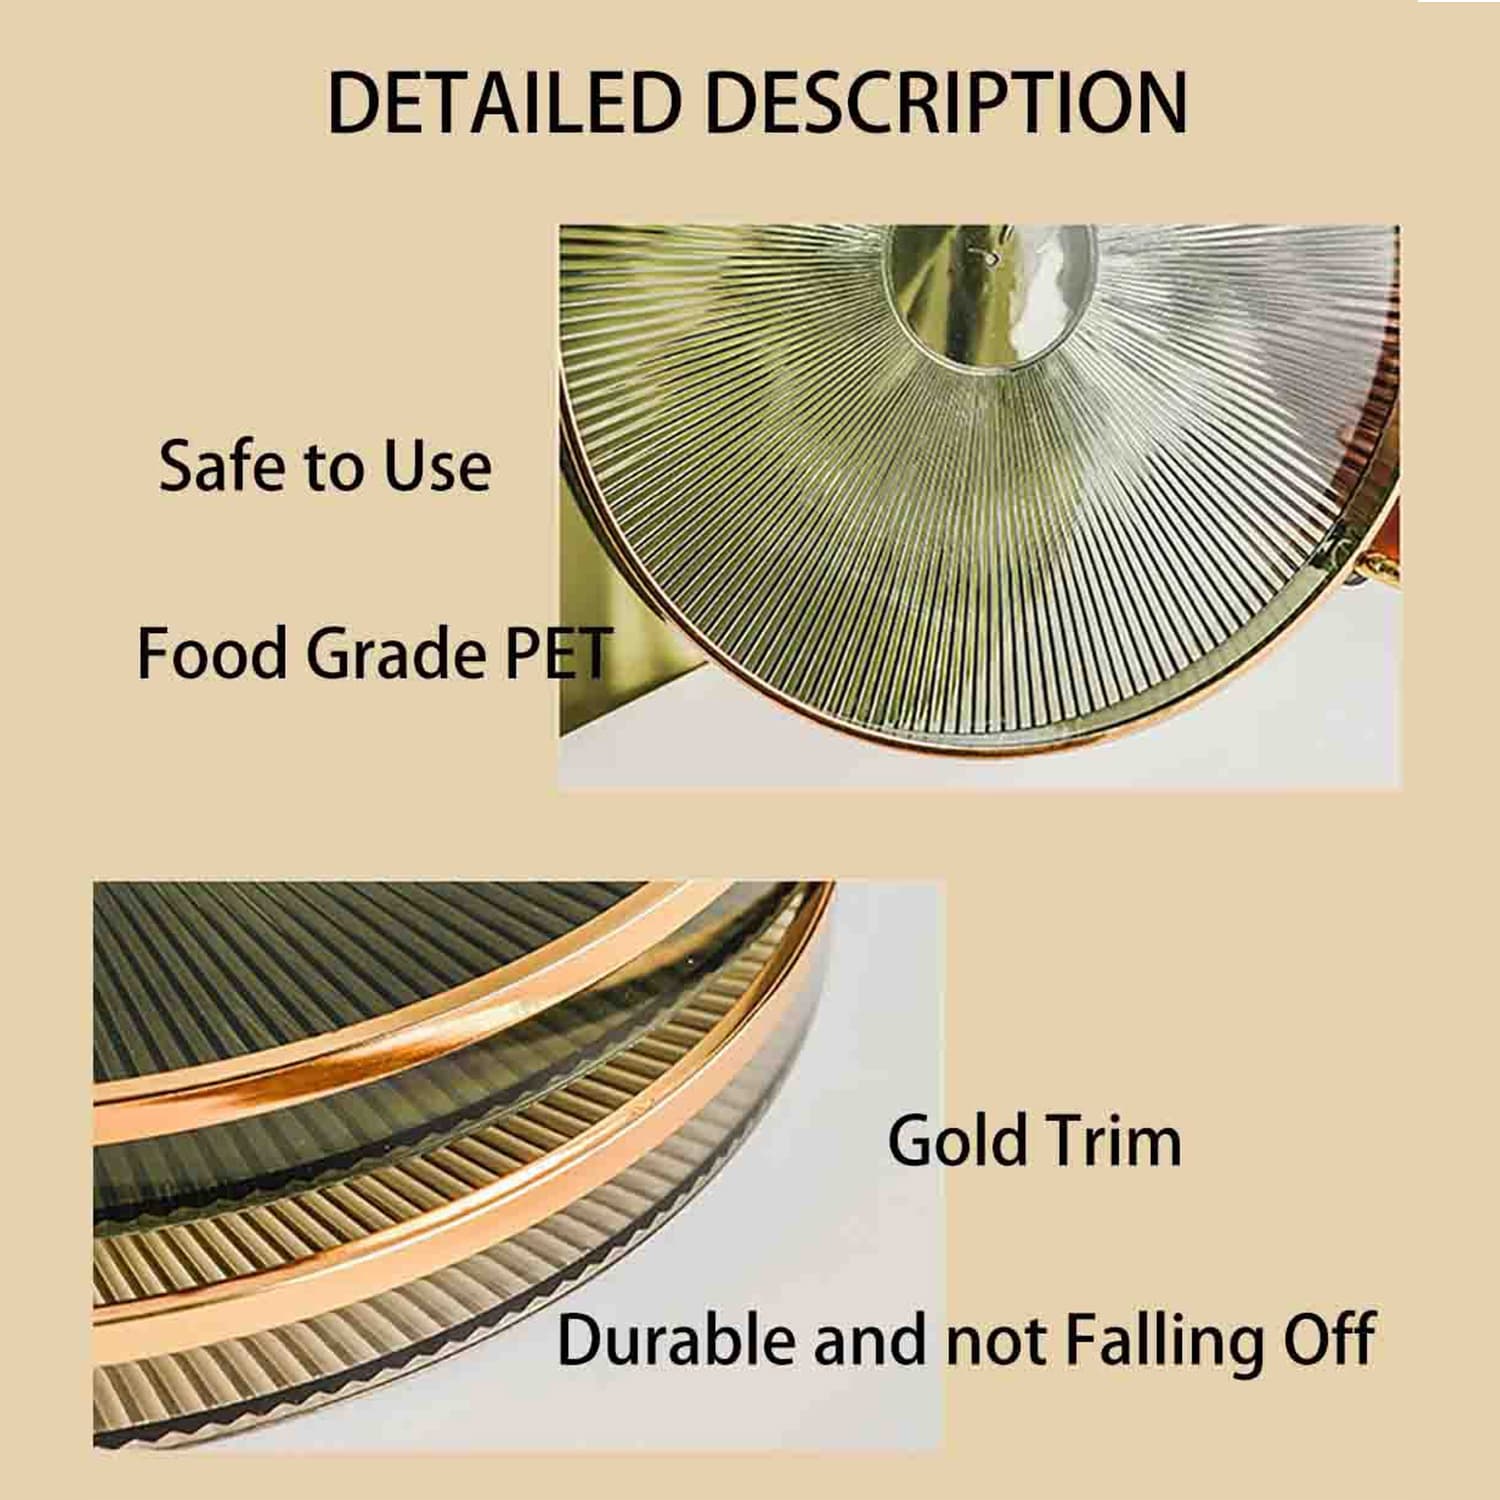 DETAILED DESCRIPTION
Safe to Use
Food Grade PET
Gold Trim
Durable and not Falling Off